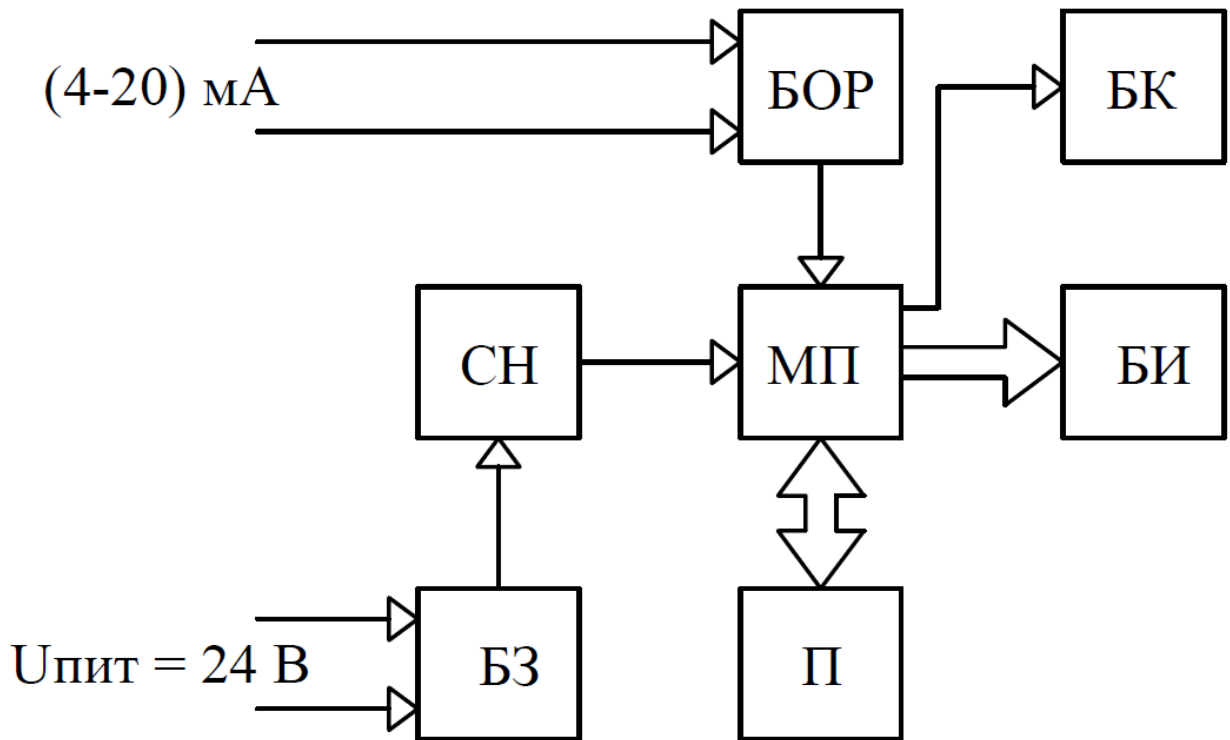 (4-20) мА
БОР
БК
СН
МП
БИ
Uпит = 24 В
БЗ
П